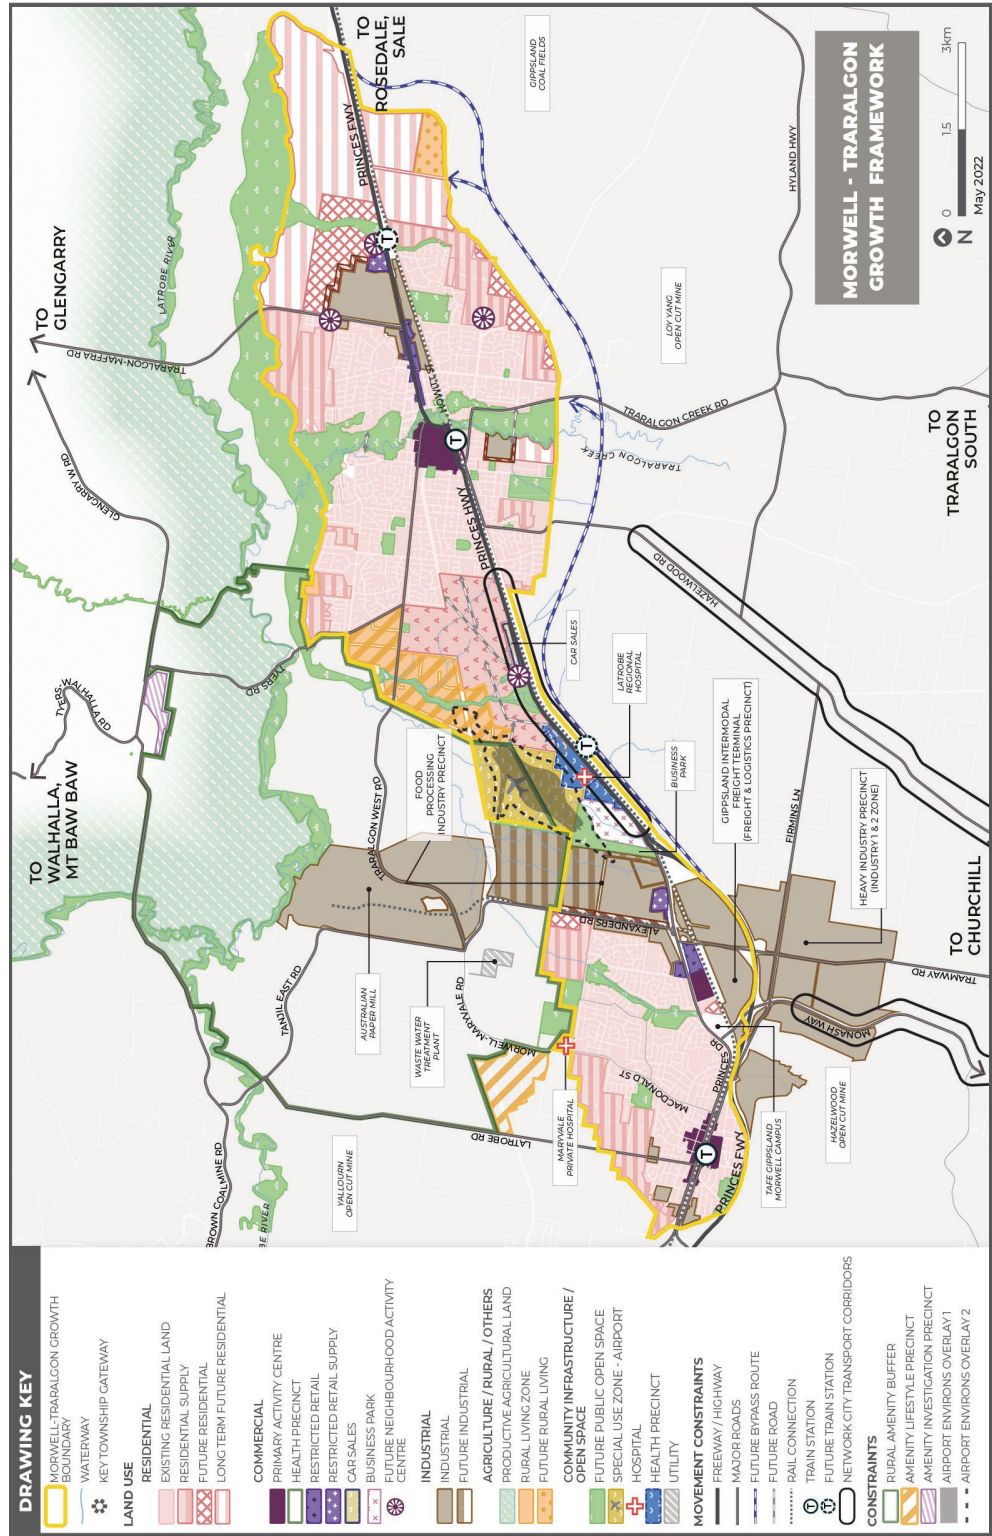 DRAWING KEY
MORWELL-TRARALGON GROWTH
BOUNDARY
WATERWAY
KEY TOWNSHIP GATEWAY
LAND USE
RESIDENTIAL
EXISTING RESIDENTIAL LAND
RESIDENTIAL SUPPLY
FUTURE RESIDENTIAL
LONG TERM FUTURE RESIDENTIAL
COMMERCIAL
PRIMARY ACTIVITY CENTRE
HEALTH PRECINCT
RESTRICTED RETAIL
RESTRICTED RETAIL SUPPLY
CAR SALES
BUSINESS PARK
FUTURE NEIGHBOURHOOD ACTIVITY
CENTRE
INDUSTRIAL
INDUSTRIAL
FUTURE INDUSTRIAL
AGRICULTURE / RURAL / OTHERS
PRODUCTIVE AGRICULTURAL LAND
RURAL LIVING ZONE
FUTURE RURAL LIVING
COMMUNITY INFRASTRUCTURE /
OPEN SPACE
FUTURE PUBLIC OPEN SPACE
SPECIAL USE ZONE - AIRPORT
HOSPITAL
HEALTH PRECINCT
UTILITY
MOVEMENT CONSTRAINTS
FREEWAY / HIGHWAY
MAJOR ROADS
FUTURE BYPASS ROUTE
FUTURE ROAD
RAIL CONNECTION
T TRAIN STATION
T T FUTURE TRAIN STATION
NETWORK CITY TRANSPORT CORRIDORS
CONSTRAINTS
RURAL AMENITY BUFFER
AMENITY LIFESTYLE PRECINCT
AMENITY INVESTIGATION PRECINCT
AIRPORT ENVIRONS OVERLAY 1
AIRPORT ENVIRONS OVERLAY 2
TO
WALHALLA,
MT BAW BAW
TYERS-WALHALLA RD
TO
GLENGARRY
GLENGARRY W RD
TRARALGON-MAFFRA RD
LATROBE RIVER
TO
ROSEDALE,
SALE
PRINCES FWY
GIPPSLAND
COAL FIELDS
TYERS RD
TRARALGON WEST RD
FOOD
PROCESSING
INDUSTRY PRECINCT
AUSTRALIAN
PAPER MILL
TANJIL EAST RD
BROWN COALMINE RD
BE RIVER
YALLOURN
OPEN CUT MINE
WASTE WATER
TREATMENT
PLANT
MORWELL-MARYVALE RD
LATROBE RD
MARYVALE
PRIVATE HOSPITAL
MACDONALD ST
ALEXANDERS RD
PRINCES DR
T
PRINCES FWY
TAFE GIPPSLAND
MORWELL CAMPUS
HAZELWOOD
OPEN CUT MINE
MONASH WAY
TRAMWAY RD
TO
CHURCHILL
HEAVY INDUSTRY PRECINCT
(INDUSTRY 1 & 2 ZONE)
FIRMINS LN
GIPPSLAND INTERMODAL
FREIGHT TERMINAL
(FREIGHT & LOGISTICS PRECINCT)
BUSINESS
PARK
LATROBE
REGIONAL
HOSPITAL
T
CAR SALES
PRINCES HWY
T
HOWITT ST
T
HAZELWOOD RD
TRARALGON CREEK
TRARALGON CREEK RD
LOY YANG
OPEN CUT MINE
HYLAND HWY
TO
TRARALGON
SOUTH
MORWELL - TRARALGON
GROWTH FRAMEWORK
N
0 1.5 3km
May 2022